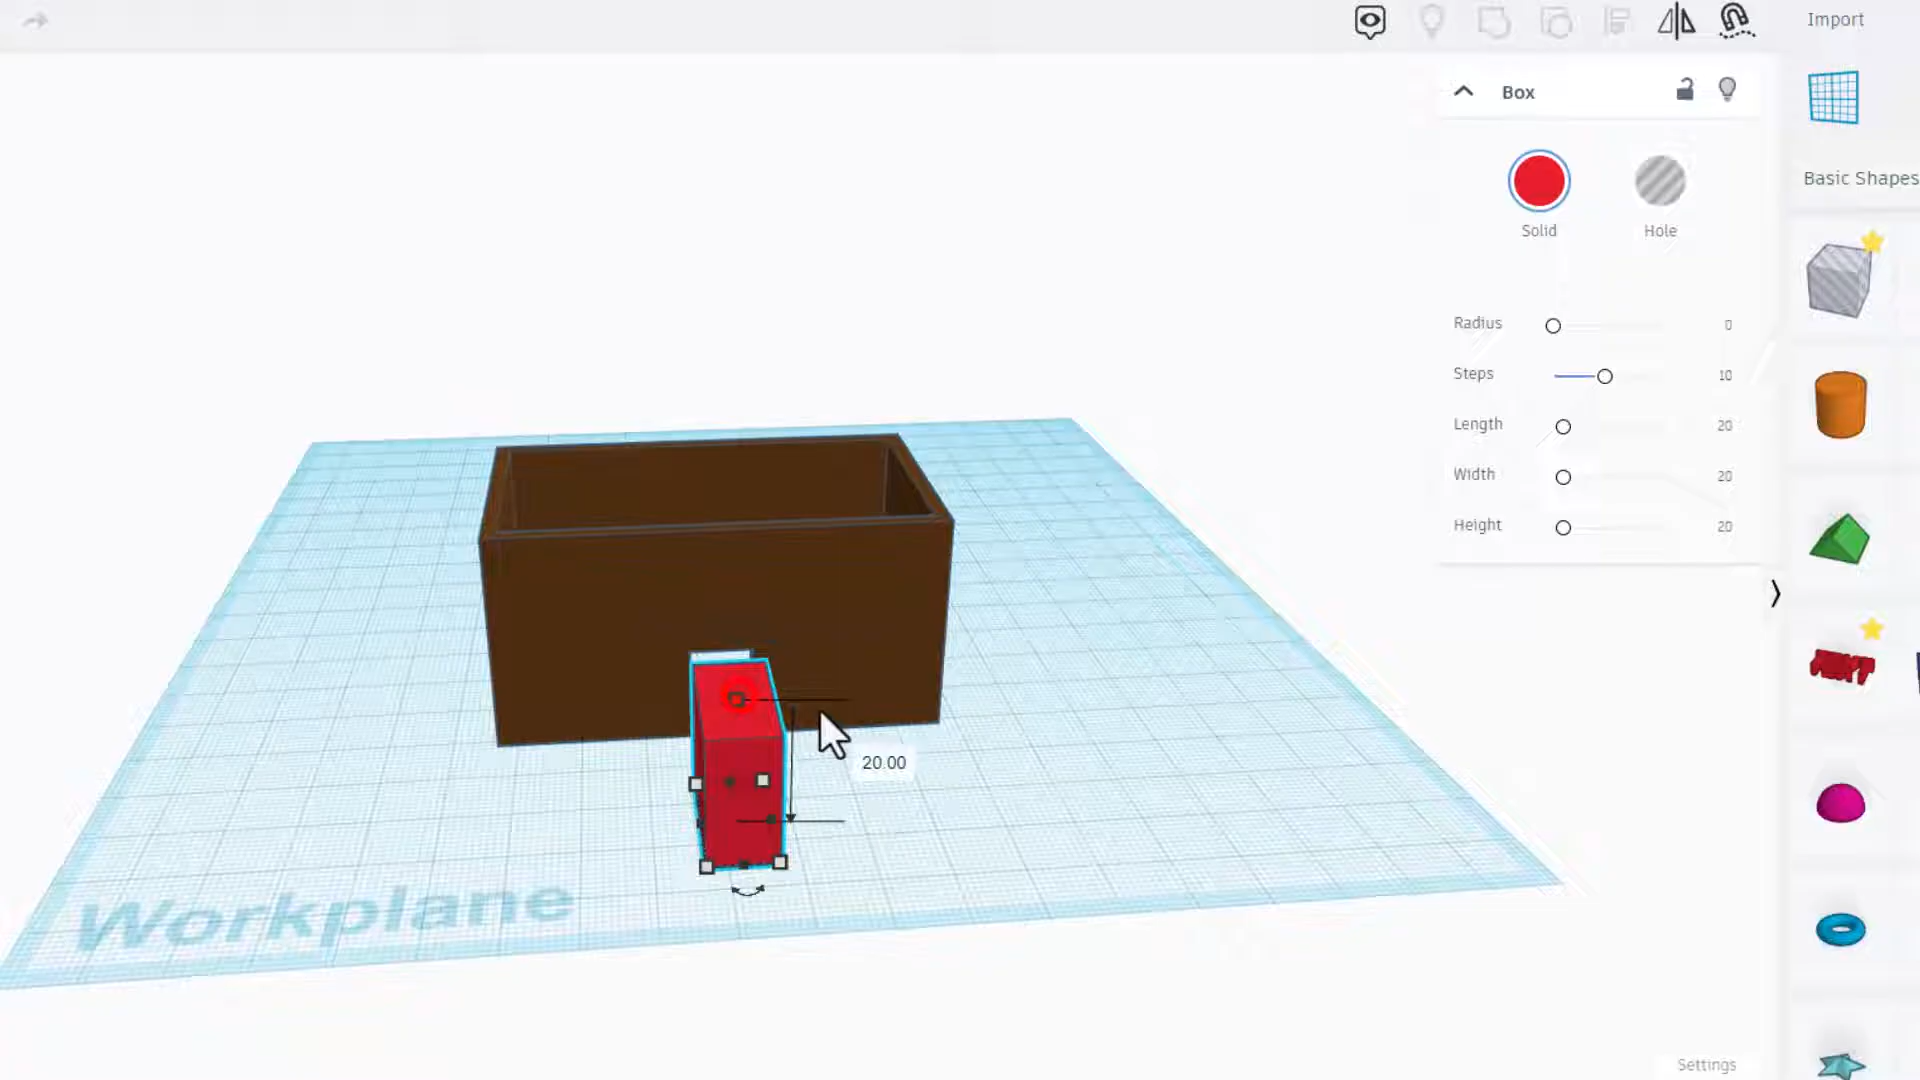 Import
Box
Basic Shapes
Solid
Hole
Radius
0
Steps
10
Length
20
Width
20
Height
20
20.00
Workplane
Settings